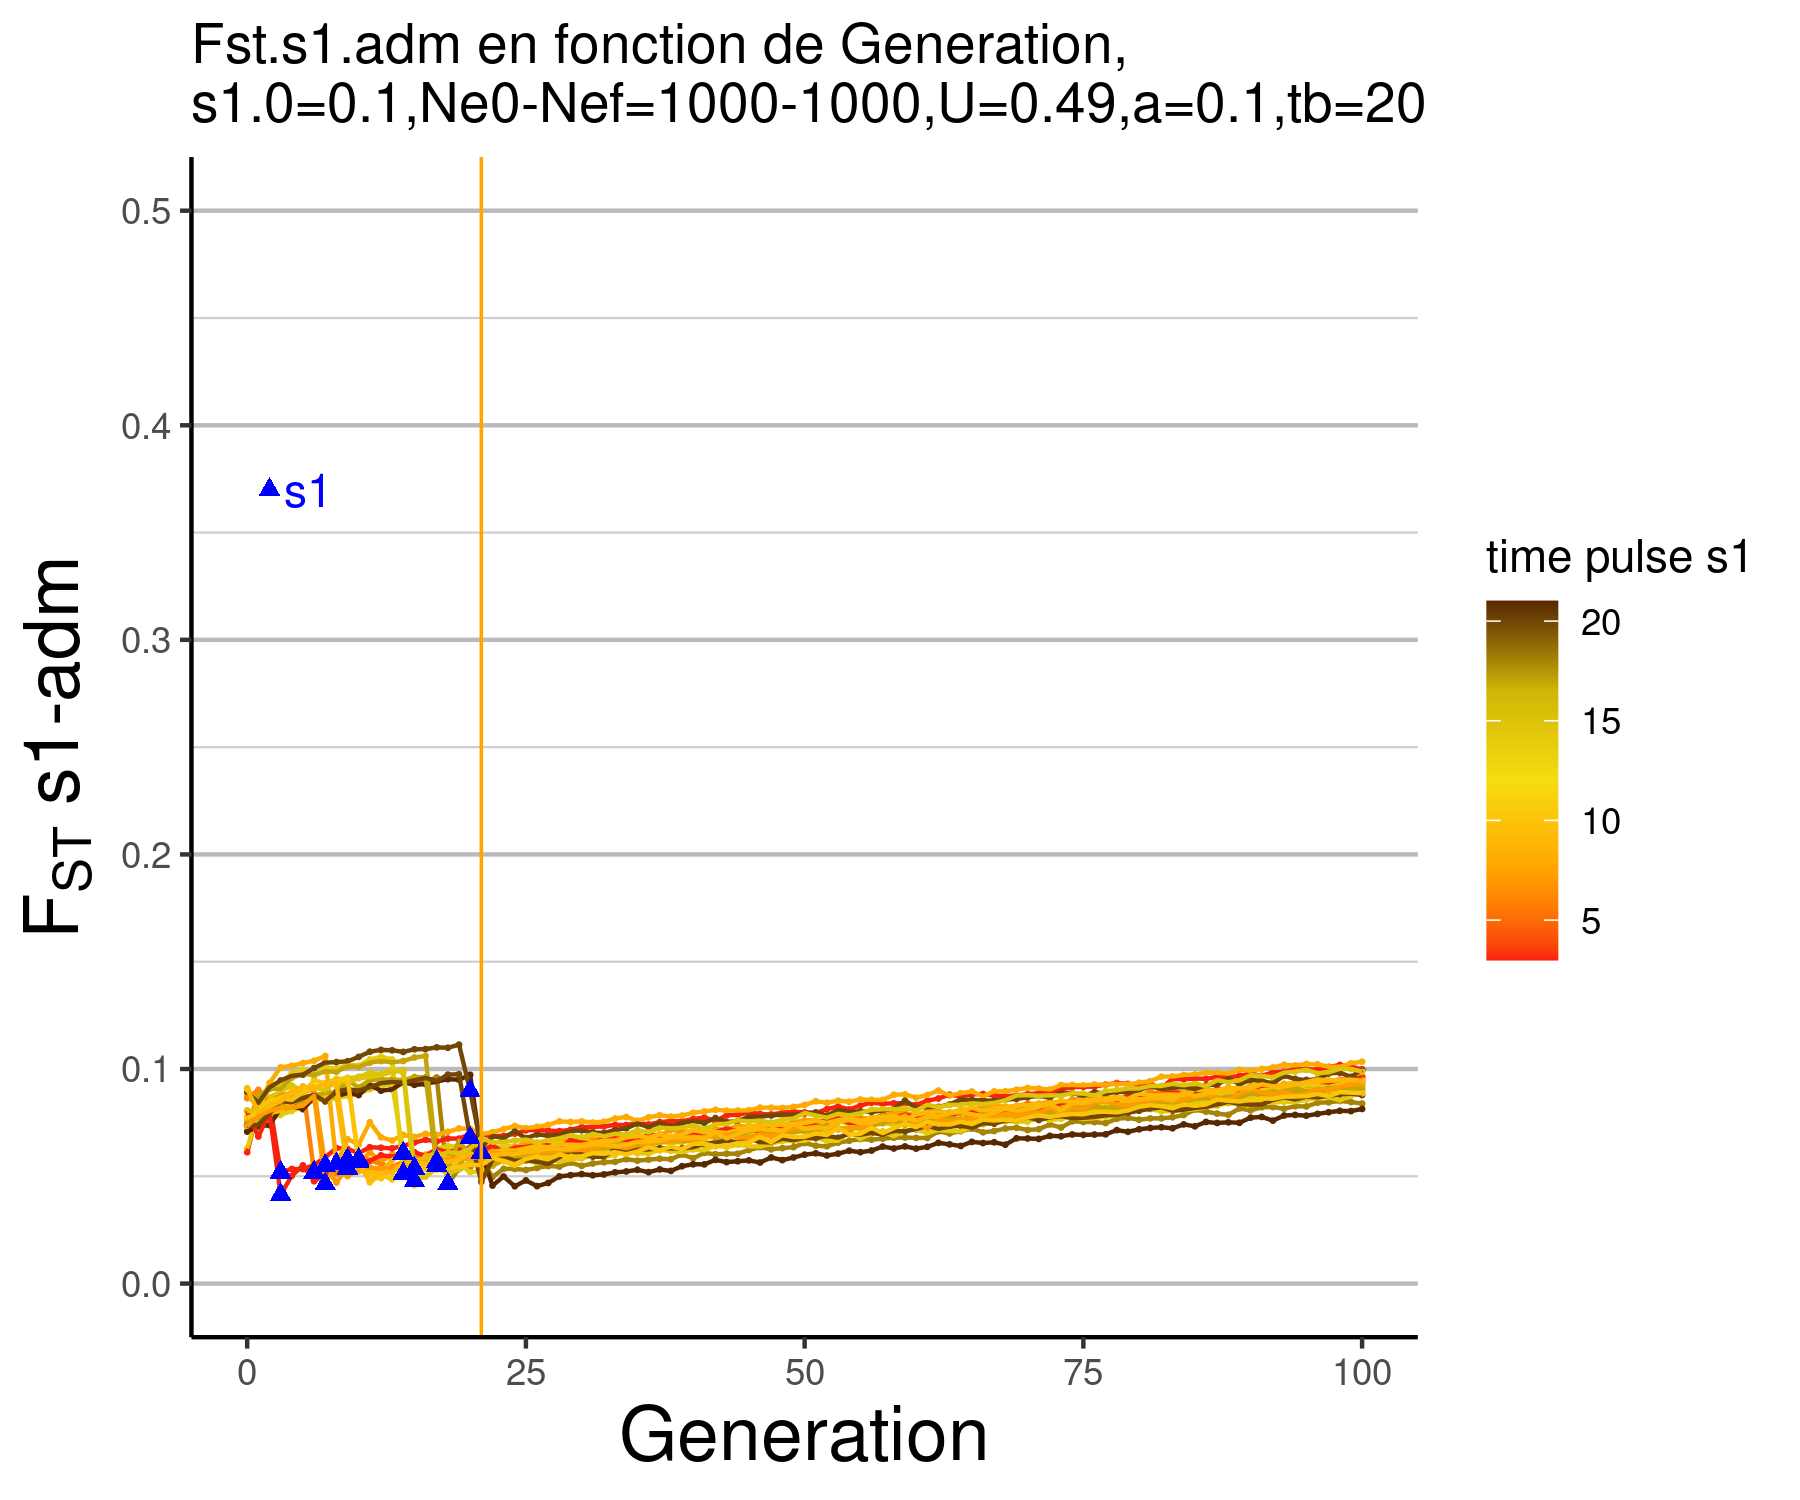 Fst.s1.adm en fonction de Generation,
s1.0=0.1,Ne0-Nef=1000-1000,U=0.49,a=0.1,tb=20
0.5
0.4
s1
0.3
0.2
0.1
0.0
FST s1-adm
0 25 50 75 100
Generation
time pulse s1
20
15
10
5